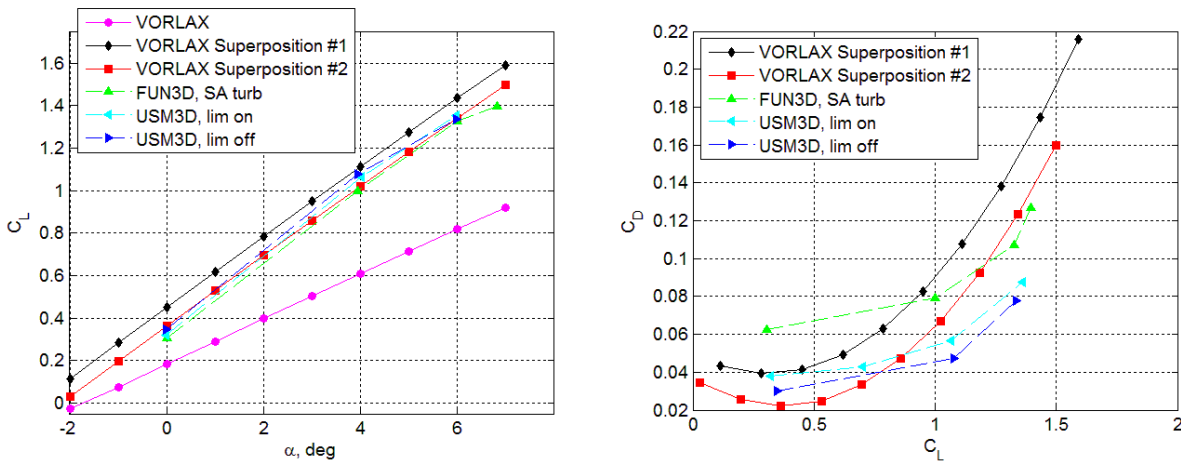 VORLAX
VORLAX Superposition #1
VORLAX Superposition #2
FUN3D, SA turb
USM3D, lim on
USM3D, lim off
1.6
1.4
1.2
1
0.8
0.6
0.4
0.2
0
-2
0
2
4
6
C_L
α, deg
VORLAX Superposition #1
VORLAX Superposition #2
FUN3D, SA turb
USM3D, lim on
USM3D, lim off
0.22
0.2
0.18
0.16
0.14
0.12
0.1
0.08
0.06
0.04
0.02
0
0.5
1
1.5
2
C_D
C_L